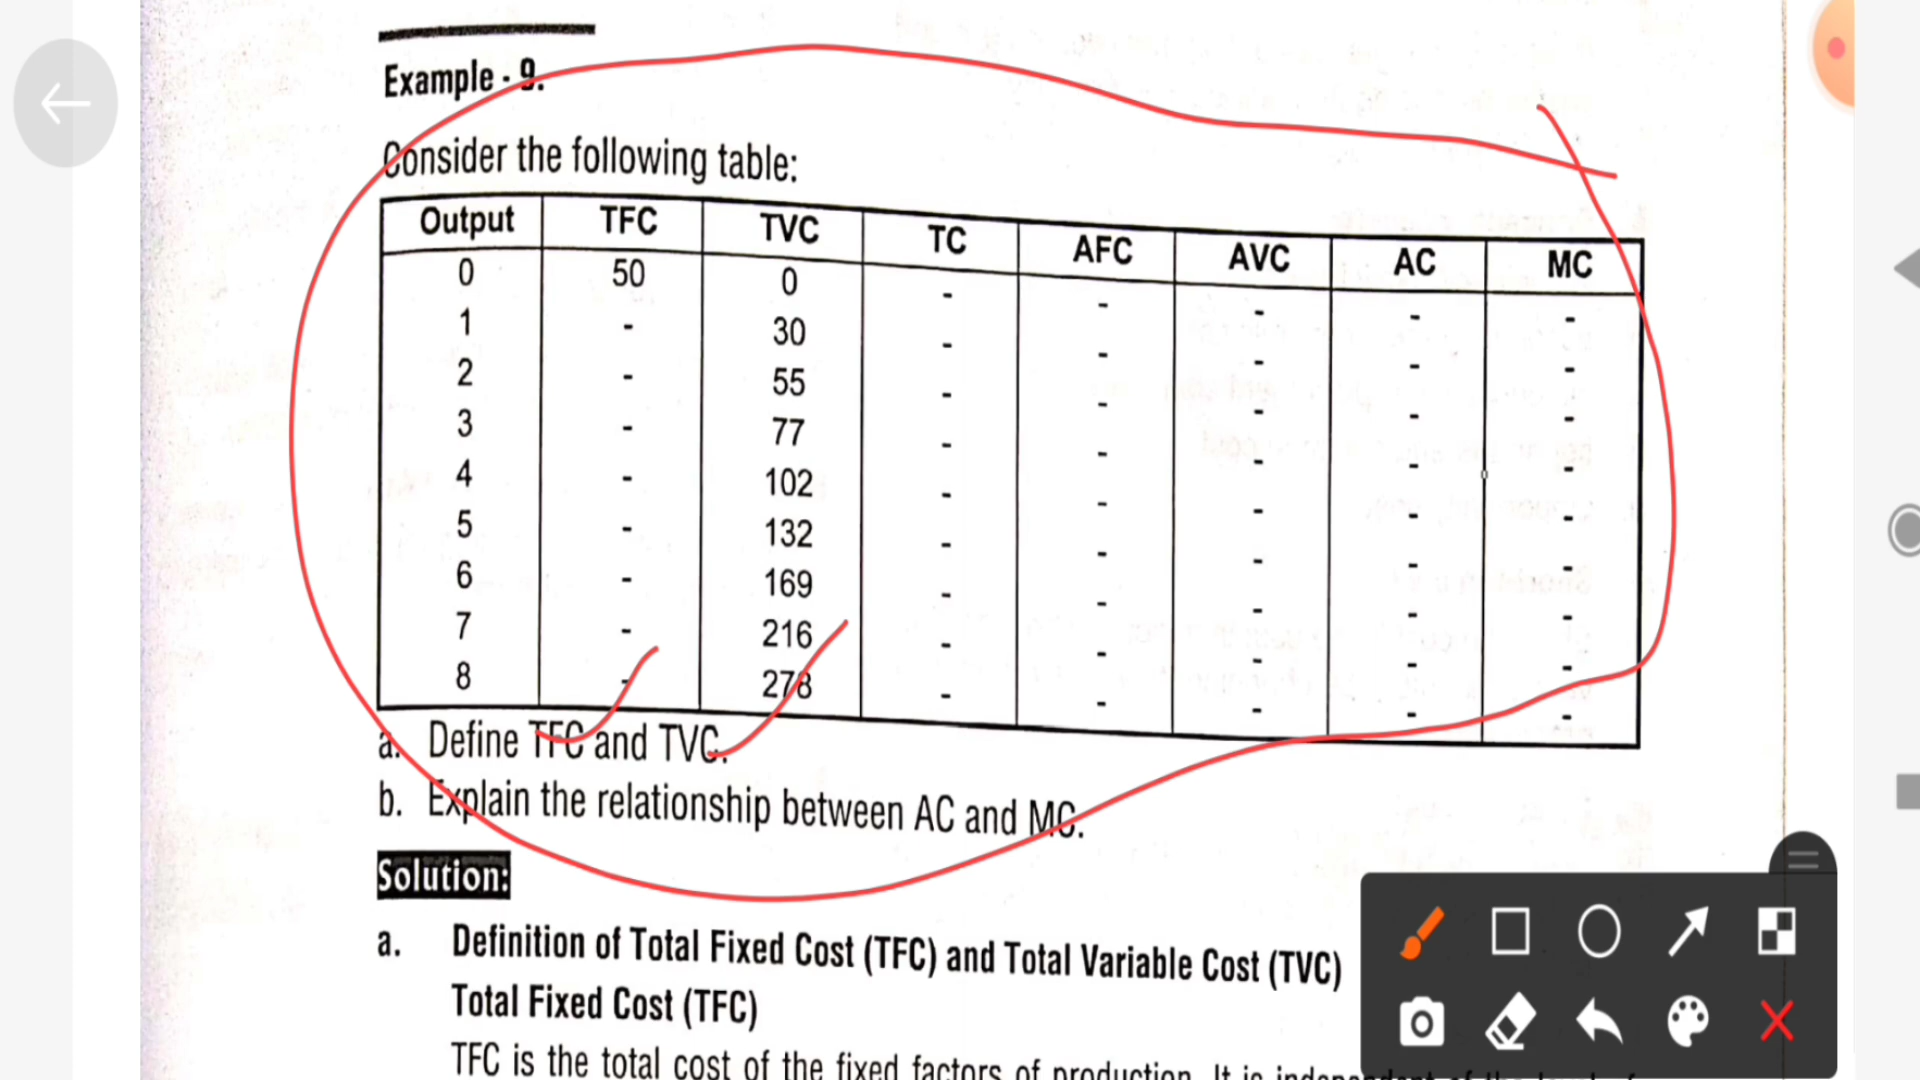 Example - 9.
Consider the following table:
Output TFC TVC TC AFC AVC AC MC
0 50 0 - - - - -
1 - 30 - - - - -
2 - 55 - - - - -
3 - 77 - - - - -
4 - 102 - - - - -
5 - 132 - - - - -
6 - 169 - - - - -
7 - 216 - - - - -
8 - 278 - - - - -
a. Define TFC and TVC.
b. Explain the relationship between AC and MC.
Solution:
a. Definition of Total Fixed Cost (TFC) and Total Variable Cost (TVC)
Total Fixed Cost (TFC)
TFC is the total cost of the fixed factors of production. It is